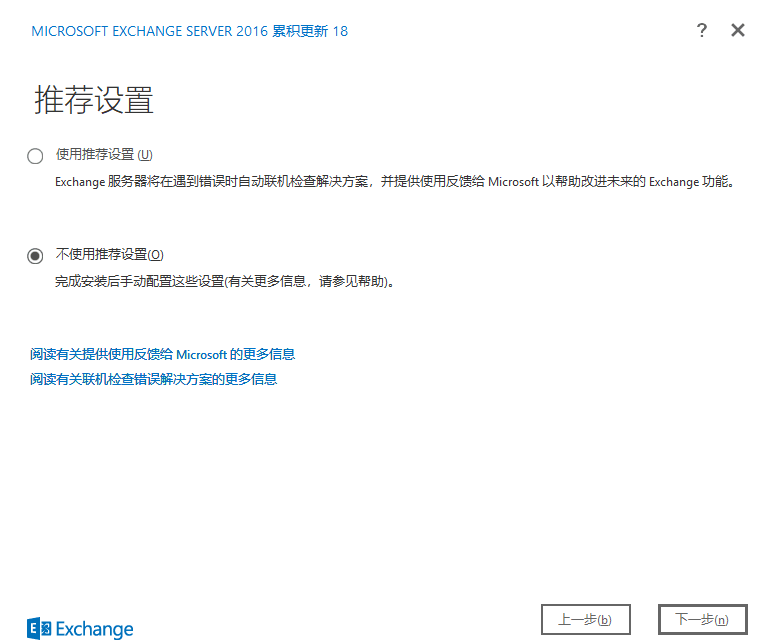 MICROSOFT EXCHANGE SERVER 2016 累积更新 18
? ✕
推荐设置
使用推荐设置 (U)
Exchange 服务器将在遇到错误时自动联机检查解决方案，并提供使用反馈给 Microsoft 以帮助改进未来的 Exchange 功能。
不使用推荐设置(O)
完成安装后手动配置这些设置(有关更多信息，请参见帮助)。
阅读有关提供使用反馈给 Microsoft 的更多信息
阅读有关联机检查错误解决方案的更多信息
Exchange
上一步(b)
下一步(n)